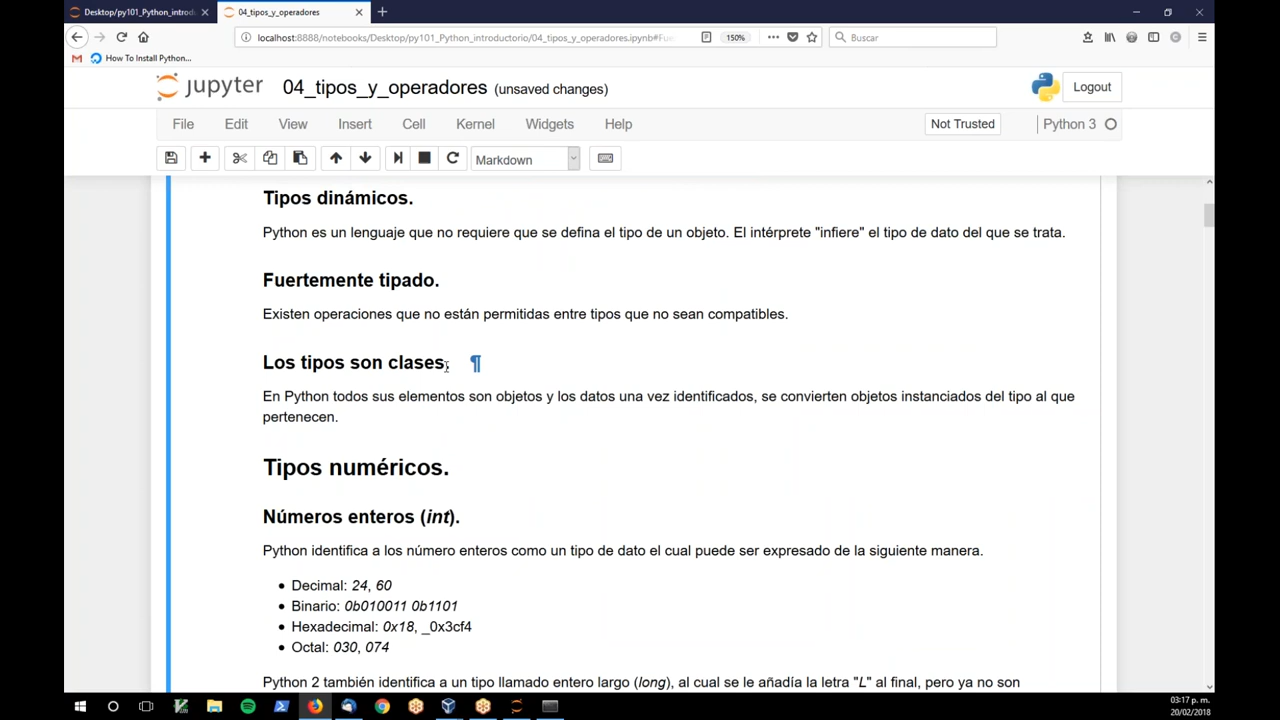 Desktop/py101_Python_introdu
04_tipos_y_operadores
localhost:8888/notebooks/Desktop/py101_Python_introductorio/04_tipos_y_operadores.ipynb#Fue
150%
Buscar
How To Install Python...
jupyter
04_tipos_y_operadores (unsaved changes)
Logout
File Edit View Insert Cell Kernel Widgets Help
Not Trusted
Python 3
Markdown
Tipos dinámicos.
Python es un lenguaje que no requiere que se defina el tipo de un objeto. El intérprete "infiere" el tipo de dato del que se trata.
Fuertemente tipado.
Existen operaciones que no están permitidas entre tipos que no sean compatibles.
Los tipos son clases. ¶
En Python todos sus elementos son objetos y los datos una vez identificados, se convierten objetos instanciados del tipo al que
pertenecen.
Tipos numéricos.
Números enteros (int).
Python identifica a los número enteros como un tipo de dato el cual puede ser expresado de la siguiente manera.
Decimal: 24, 60
Binario: 0b010011 0b1101
Hexadecimal: 0x18, _0x3cf4
Octal: 030, 074
Python 2 también identifica a un tipo llamado entero largo (long), al cual se le añadía la letra "L" al final, pero ya no son
03:17 p. m.
20/02/2018